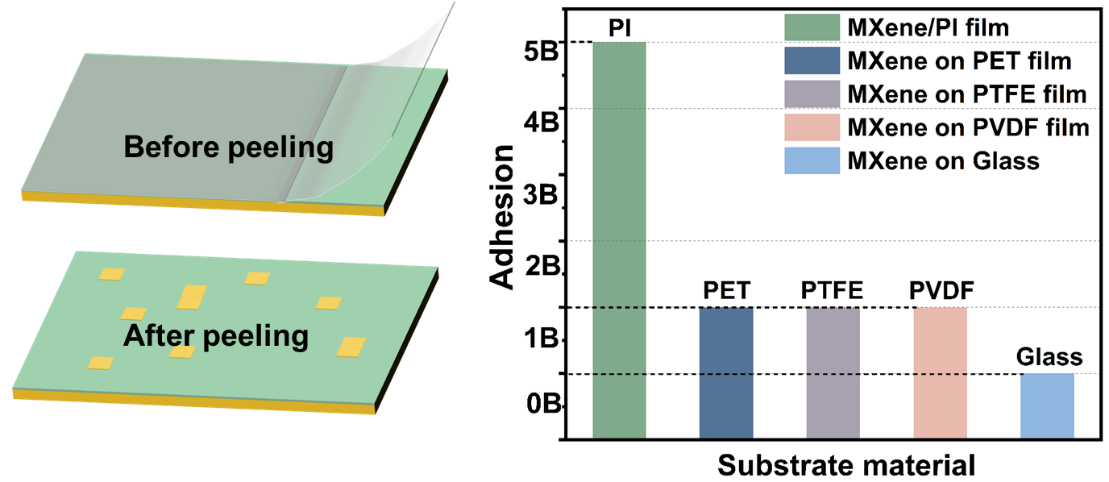 Before peeling
After peeling
Adhesion
5B
4B
3B
2B
1B
0B
PI
PET
PTFE
PVDF
Glass
MXene/PI film
MXene on PET film
MXene on PTFE film
MXene on PVDF film
MXene on Glass
Substrate material